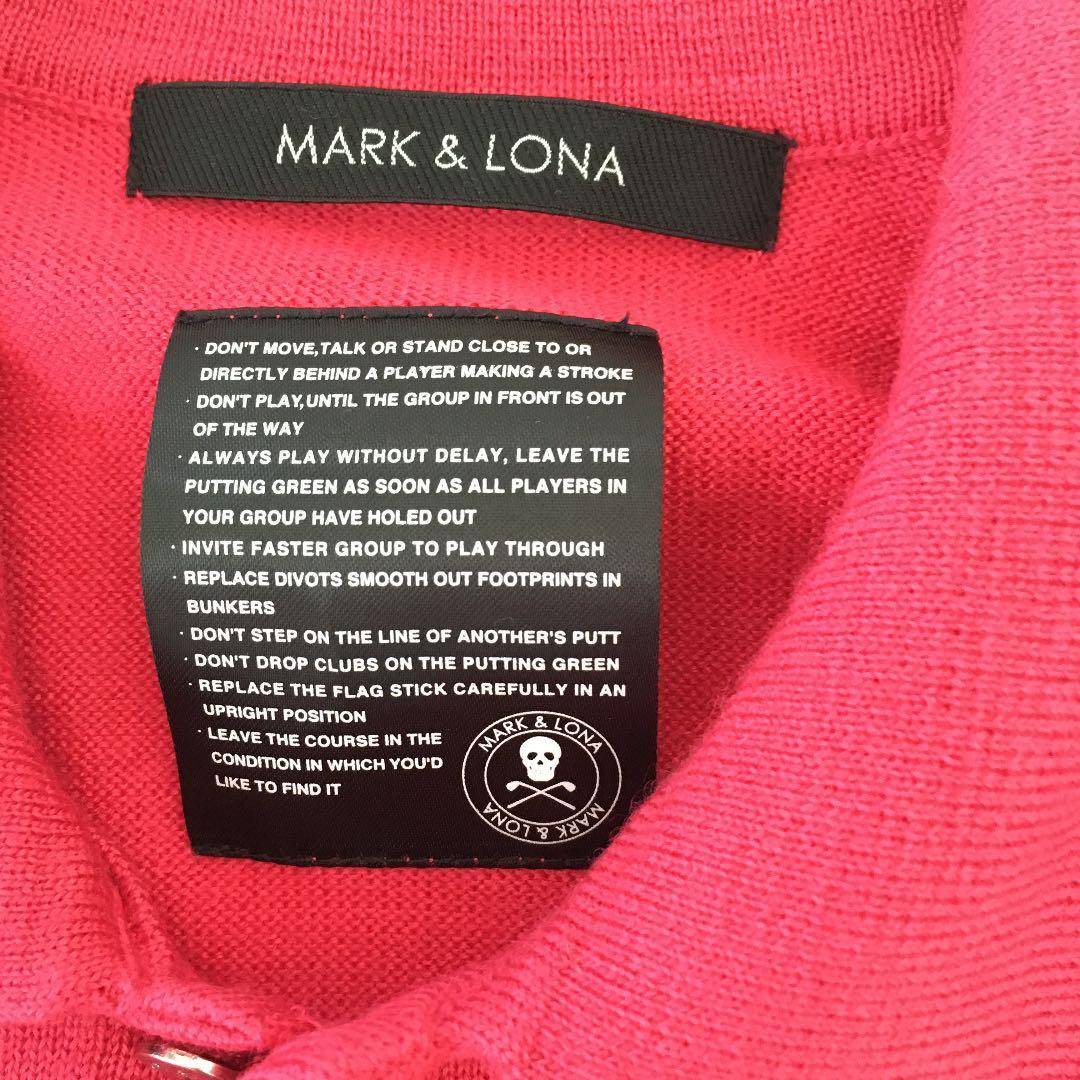 MARK & LONA
· DON'T MOVE,TALK OR STAND CLOSE TO OR
DIRECTLY BEHIND A PLAYER MAKING A STROKE
· DON'T PLAY,UNTIL THE GROUP IN FRONT IS OUT
OF THE WAY
· ALWAYS PLAY WITHOUT DELAY, LEAVE THE
PUTTING GREEN AS SOON AS ALL PLAYERS IN
YOUR GROUP HAVE HOLED OUT
· INVITE FASTER GROUP TO PLAY THROUGH
· REPLACE DIVOTS SMOOTH OUT FOOTPRINTS IN
BUNKERS
· DON'T STEP ON THE LINE OF ANOTHER'S PUTT
· DON'T DROP CLUBS ON THE PUTTING GREEN
· REPLACE THE FLAG STICK CAREFULLY IN AN
UPRIGHT POSITION
· LEAVE THE COURSE IN THE
CONDITION IN WHICH YOU'D
LIKE TO FIND IT
MARK & LONA
MARK & LONA